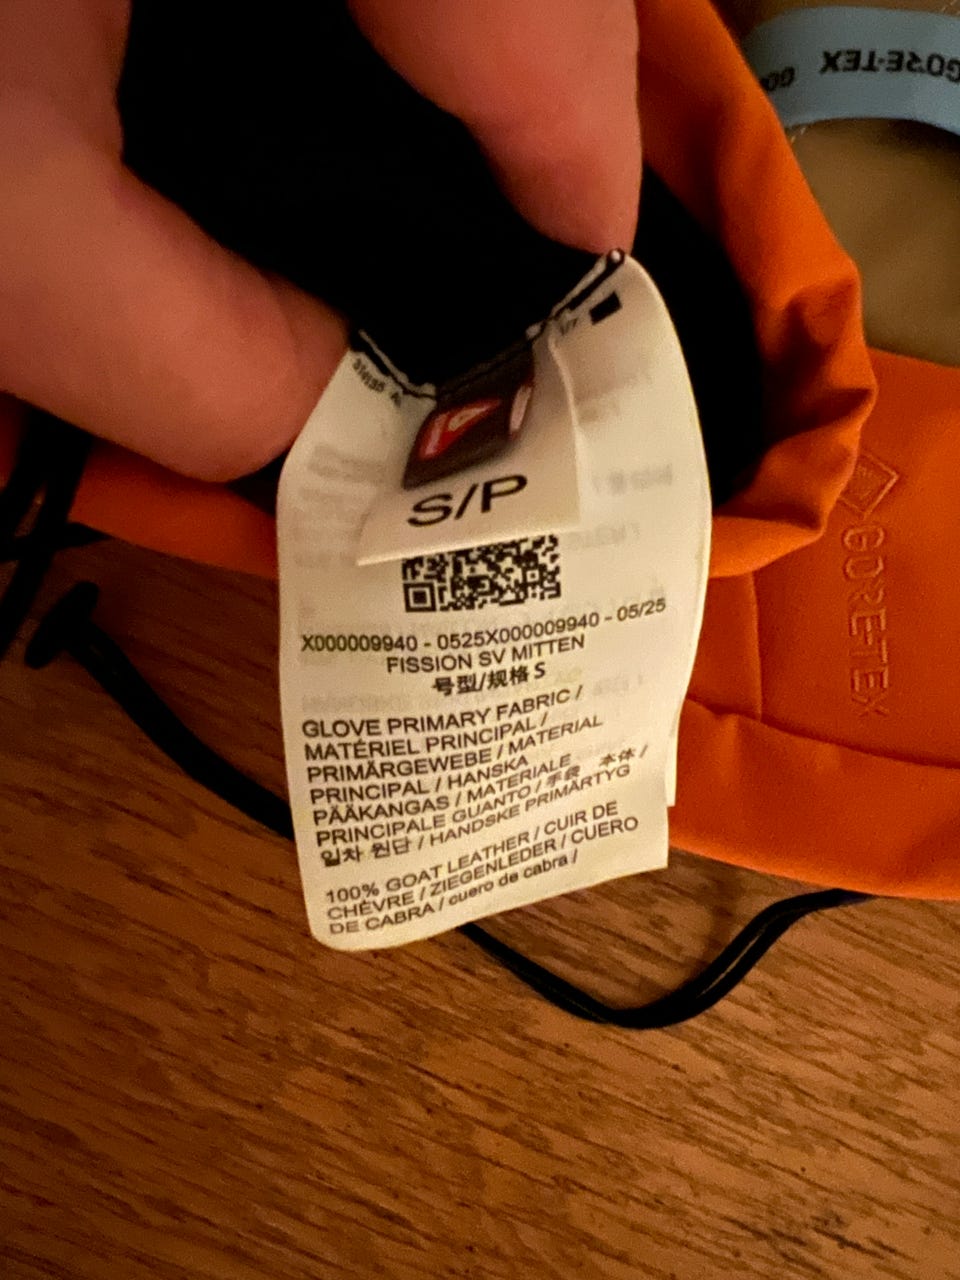 GORE-TEX
GO
S/P
X000009940 - 0525X000009940 - 05/25
FISSION SV MITTEN
号型/规格 S
GLOVE PRIMARY FABRIC /
MATÉRIEL PRINCIPAL /
PRIMÄRGEWEBE / MATERIAL
PRINCIPAL / HANSKA
PÄÄKANGAS / MATERIALE
PRINCIPALE GUANTO / 手袋 本体 /
일차 원단 / HANDSKE PRIMÄRTYG
100% GOAT LEATHER / CUIR DE
CHÈVRE / ZIEGENLEDER / CUERO
DE CABRA / cuero de cabra /
GORE-TEX